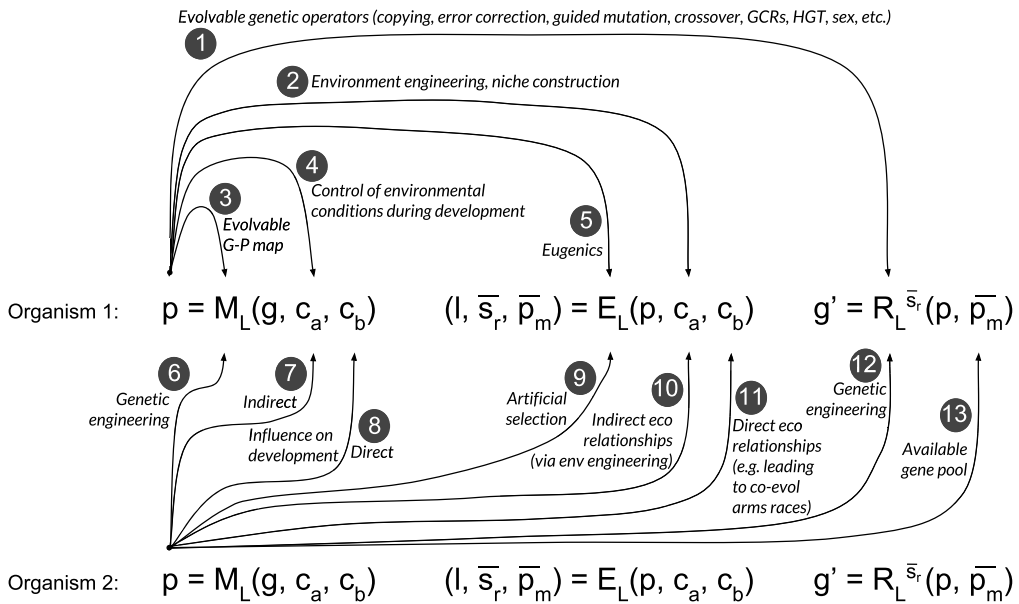 Evolvable genetic operators (copying, error correction, guided mutation, crossover, GCRs, HGT, sex, etc.)
1
2 Environment engineering, niche construction
4
Control of environmental
conditions during development
3
Evolvable
G-P map
5
Eugenics
Organism 1: p = M_L(g, c_a, c_b) (l, s̅_r, p̅_m) = E_L(p, c_a, c_b) g' = R_L^s̅_r(p, p̅_m)
6
Genetic
engineering
7
Indirect
Influence on
development
8
Direct
9
Artificial
selection
10
Indirect eco
relationships
(via env engineering)
11
Direct eco
relationships
(e.g. leading
to co-evol
arms races)
12
Genetic
engineering
13
Available
gene pool
Organism 2: p = M_L(g, c_a, c_b) (l, s̅_r, p̅_m) = E_L(p, c_a, c_b) g' = R_L^s̅_r(p, p̅_m)